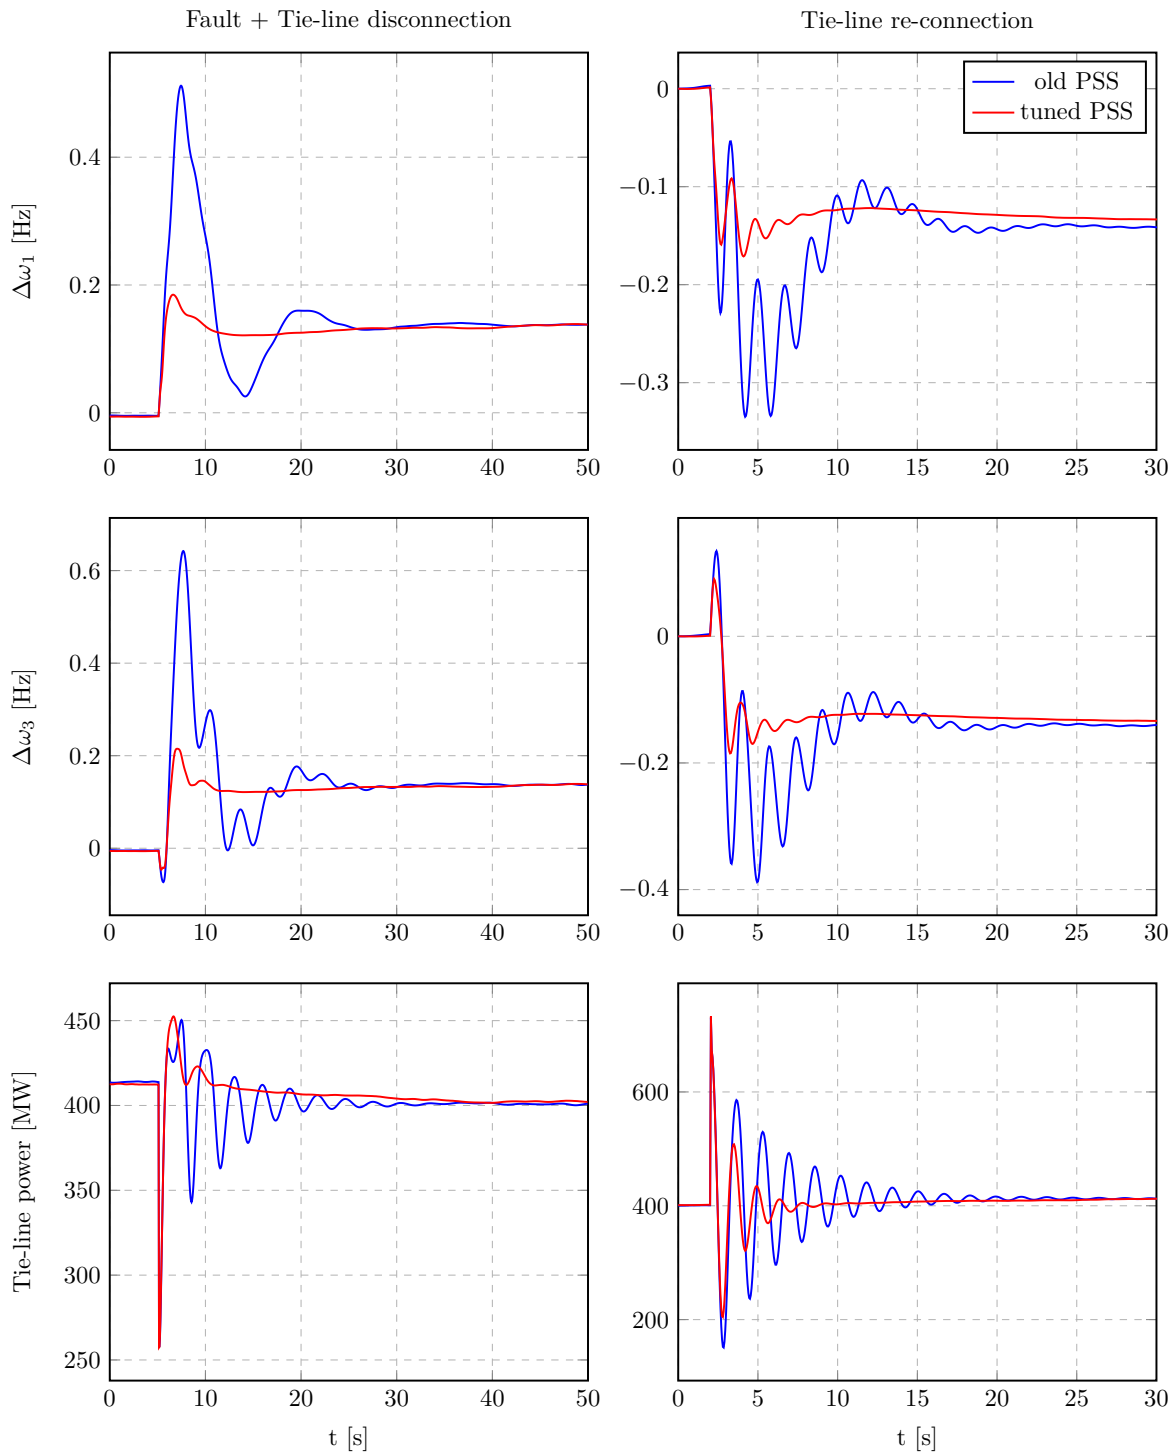 Fault + Tie-line disconnection
Tie-line re-connection
Δω1 [Hz]
0.4
0.2
0
0 10 20 30 40 50
old PSS
tuned PSS
0
−0.1
−0.2
−0.3
0 5 10 15 20 25 30
Δω3 [Hz]
0.6
0.4
0.2
0
0 10 20 30 40 50
0
−0.2
−0.4
0 5 10 15 20 25 30
Tie-line power [MW]
450
400
350
300
250
0 10 20 30 40 50
t [s]
600
400
200
0 5 10 15 20 25 30
t [s]